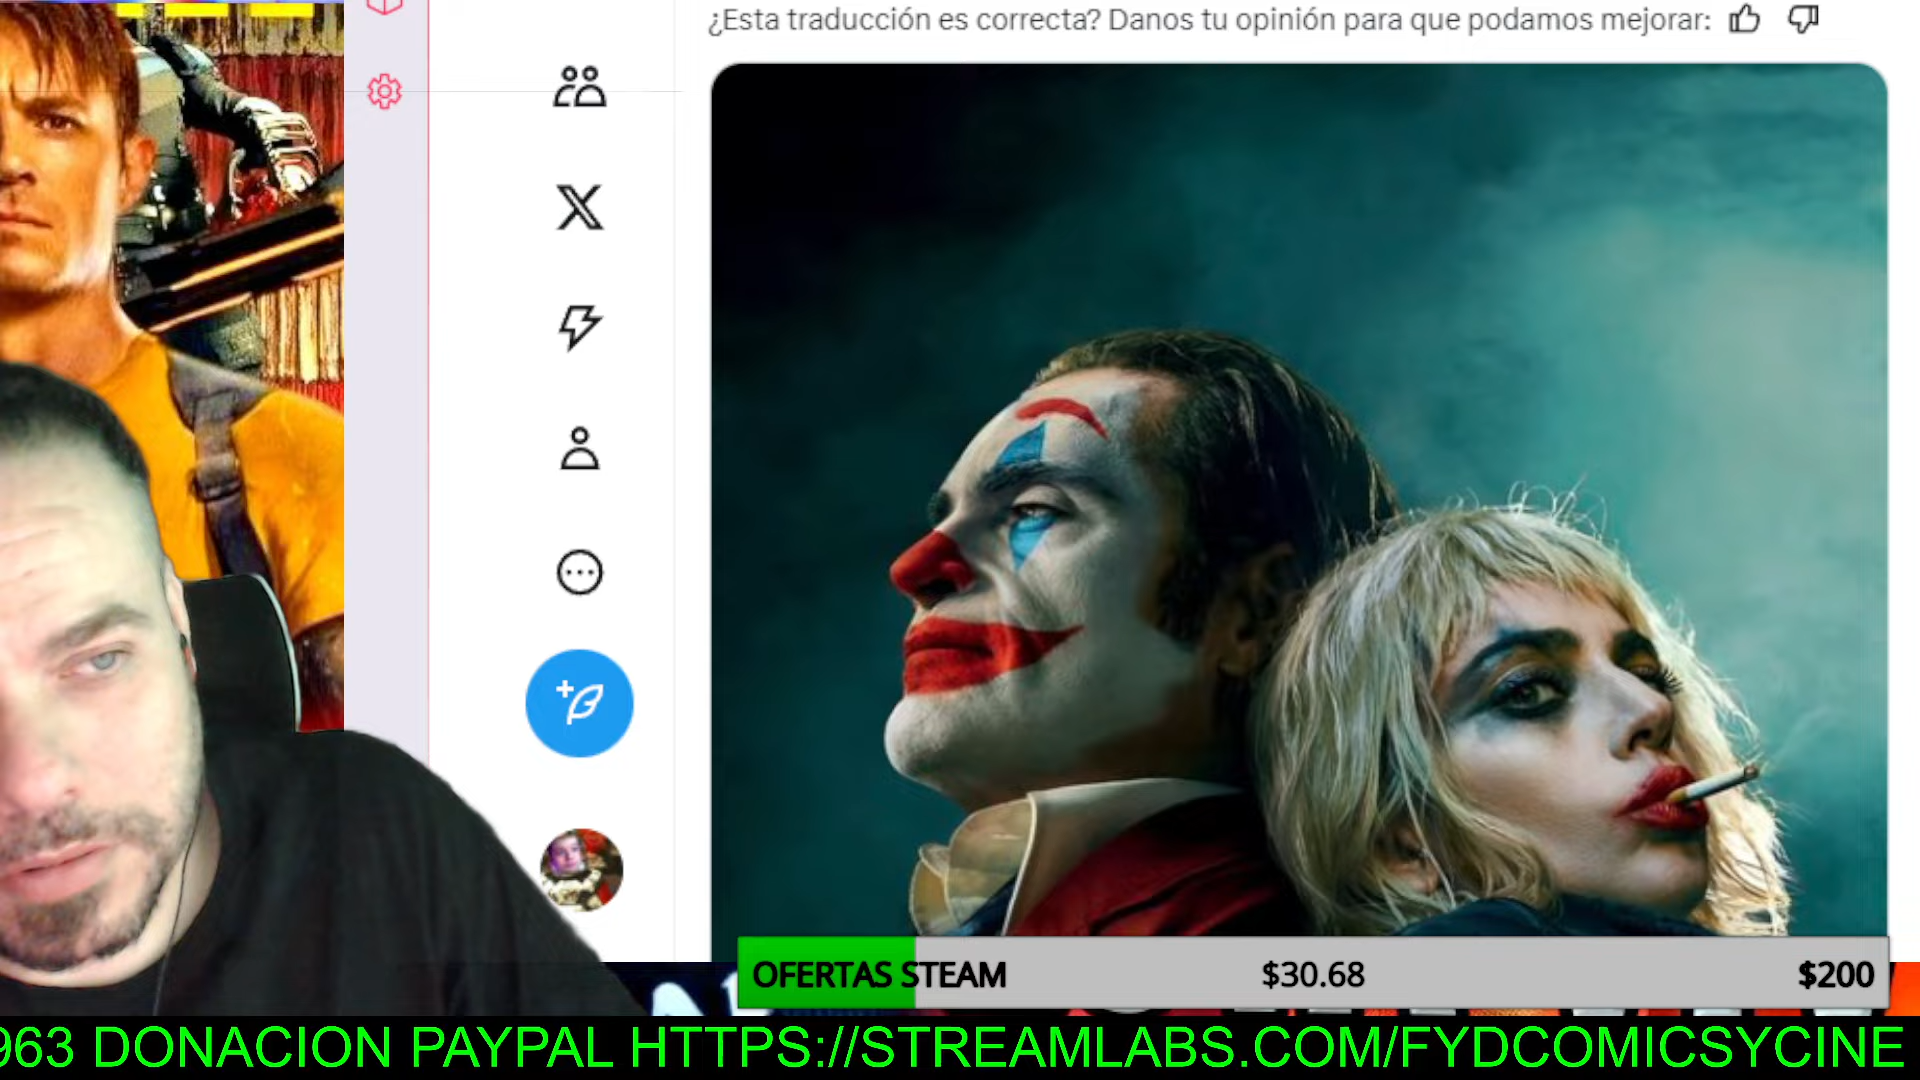 ¿Esta traducción es correcta? Danos tu opinión para que podamos mejorar:
OFERTAS STEAM $30.68 $200
963 DONACION PAYPAL HTTPS://STREAMLABS.COM/FYDCOMICSYCINE